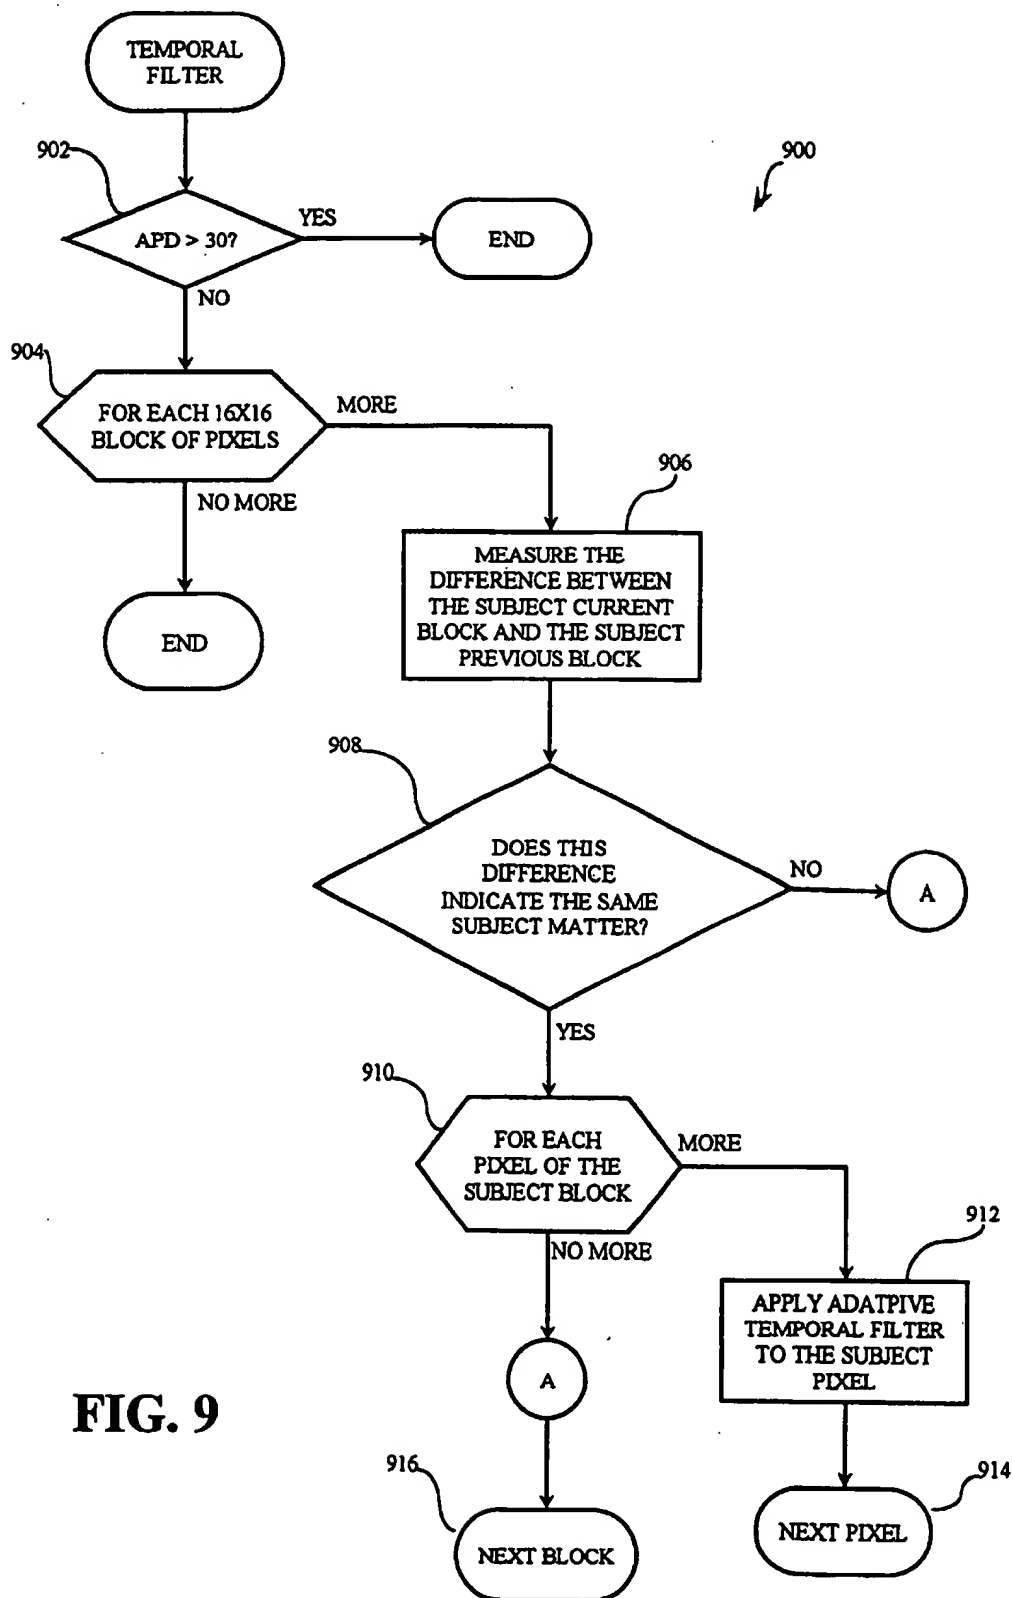 TEMPORAL
FILTER
902
900
APD > 30?
YES
END
NO
904
FOR EACH 16X16
BLOCK OF PIXELS
MORE
NO MORE
END
906
MEASURE THE
DIFFERENCE BETWEEN
THE SUBJECT CURRENT
BLOCK AND THE SUBJECT
PREVIOUS BLOCK
908
DOES THIS
DIFFERENCE
INDICATE THE SAME
SUBJECT MATTER?
NO
A
YES
910
FOR EACH
PIXEL OF THE
SUBJECT BLOCK
MORE
NO MORE
912
APPLY ADATPIVE
TEMPORAL FILTER
TO THE SUBJECT
PIXEL
A
FIG. 9
916
NEXT BLOCK
914
NEXT PIXEL